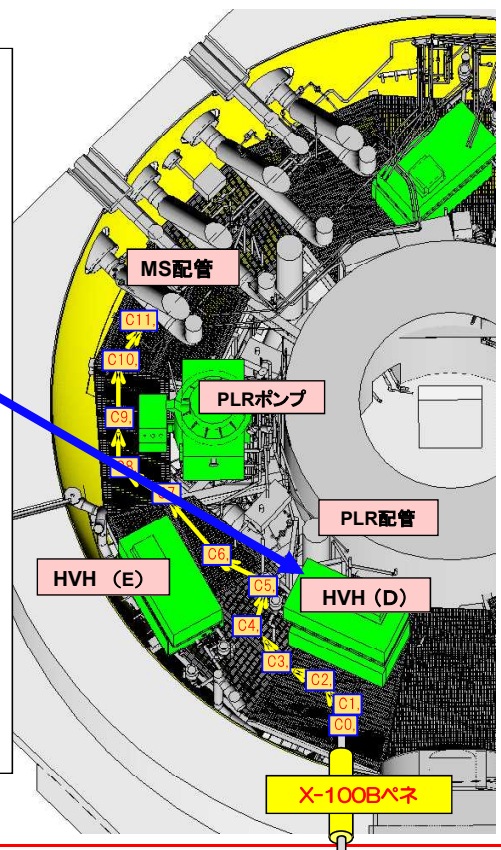 MS配管
C11,
C10,
PLRポンプ
C9,
C8
C7
PLR配管
C6,
HVH（E）
C5,
HVH（D）
C4,
C3,
C2,
C1,
C0,
X-100Bペネ